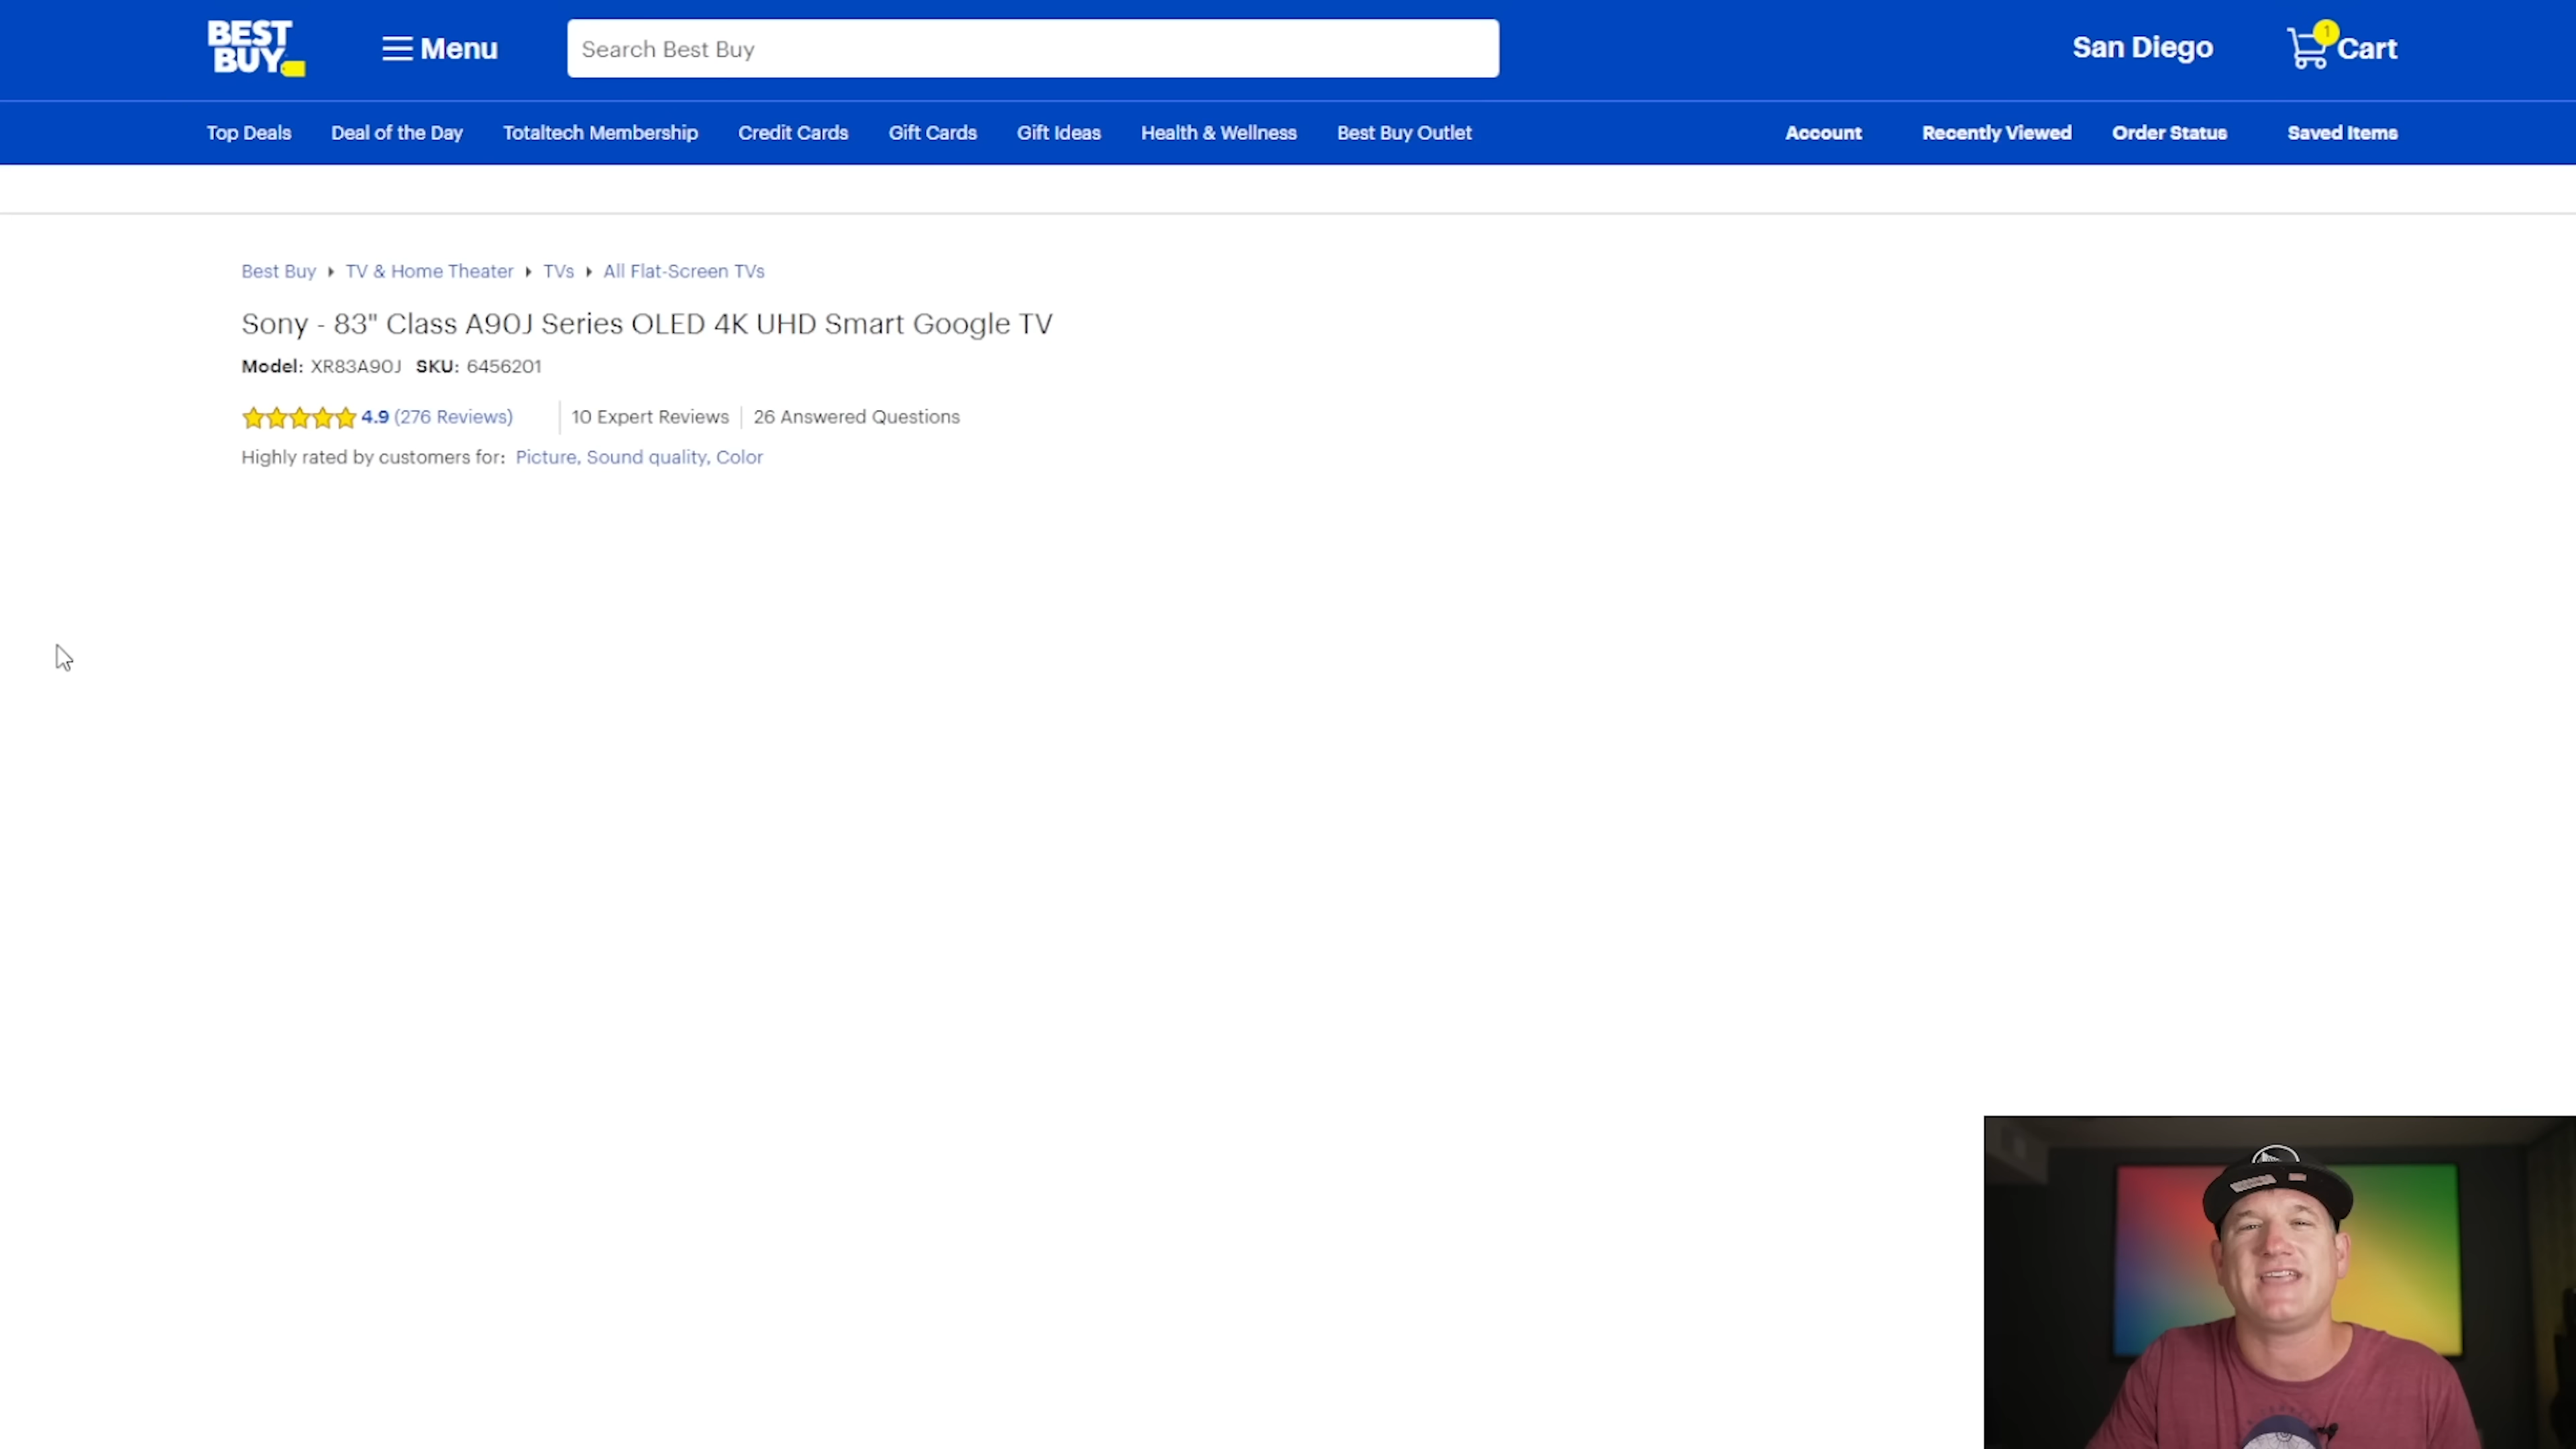 BEST BUY
Menu
Search Best Buy
San Diego
1
Cart
Top Deals
Deal of the Day
Totaltech Membership
Credit Cards
Gift Cards
Gift Ideas
Health & Wellness
Best Buy Outlet
Account
Recently Viewed
Order Status
Saved Items
Best Buy
TV & Home Theater
TVs
All Flat-Screen TVs
Sony - 83" Class A90J Series OLED 4K UHD Smart Google TV
Model: XR83A90J SKU: 6456201
4.9 (276 Reviews)
10 Expert Reviews
26 Answered Questions
Highly rated by customers for: Picture, Sound quality, Color